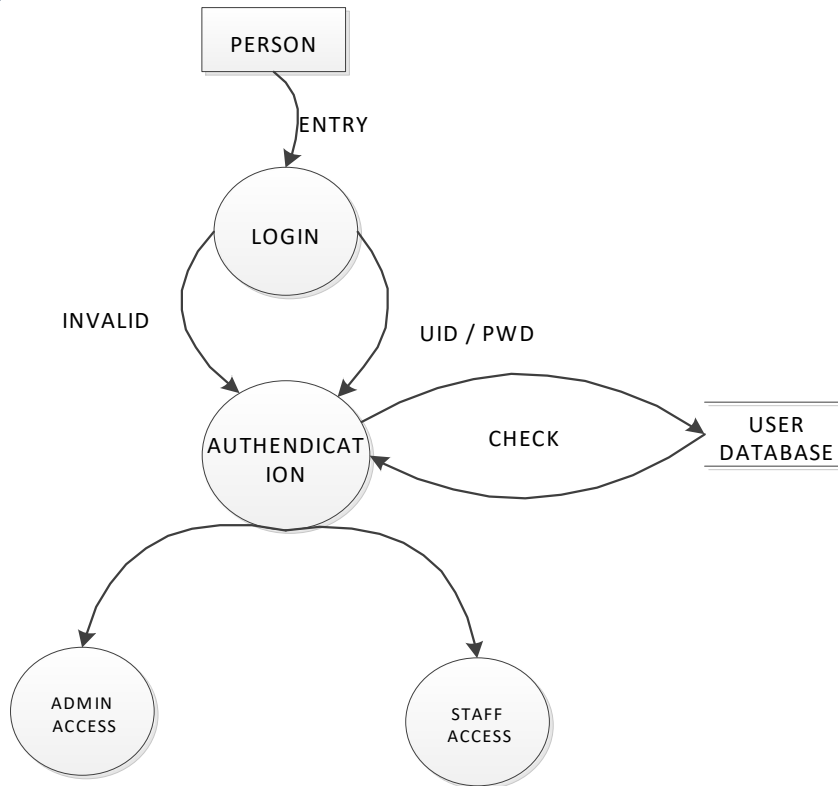 PERSON
ENTRY
LOGIN
INVALID
UID / PWD
AUTHENDICAT
ION
CHECK
USER
DATABASE
ADMIN
ACCESS
STAFF
ACCESS